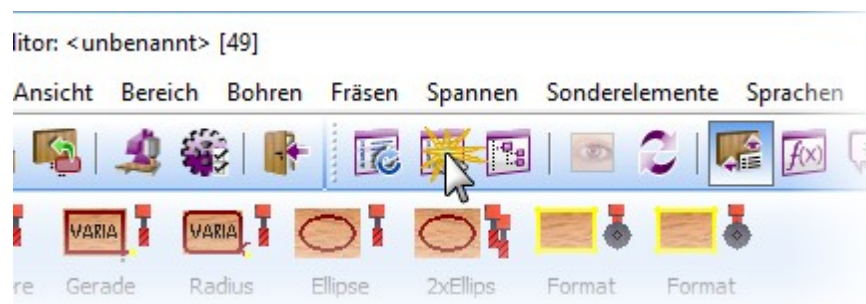 litor: <unbenannt> [49]
Ansicht Bereich Bohren Fräsen Spannen Sonderelemente Sprachen
f(x)
VARIA VARIA
re Gerade Radius Ellipse 2xEllips Format Format